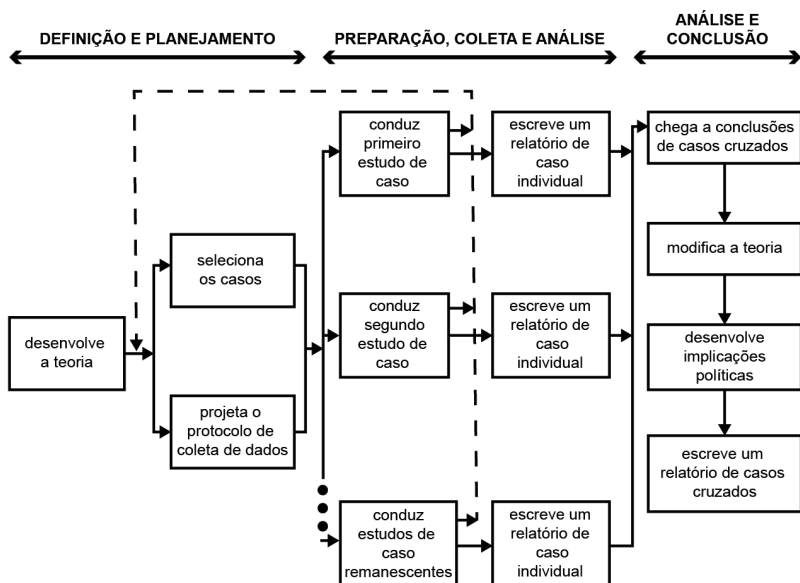 DEFINIÇÃO E PLANEJAMENTO
PREPARAÇÃO, COLETA E ANÁLISE
ANÁLISE E
CONCLUSÃO
desenvolve
a teoria
seleciona
os casos
projeta o
protocolo de
coleta de dados
conduz
primeiro
estudo de
caso
escreve um
relatório de
caso
individual
conduz
segundo
estudo de
caso
escreve um
relatório de
caso
individual
conduz
estudos de
caso
remanescentes
escreve um
relatório de
caso
individual
chega a conclusões
de casos cruzados
modifica a teoria
desenvolve
implicações
políticas
escreve um
relatório de casos
cruzados